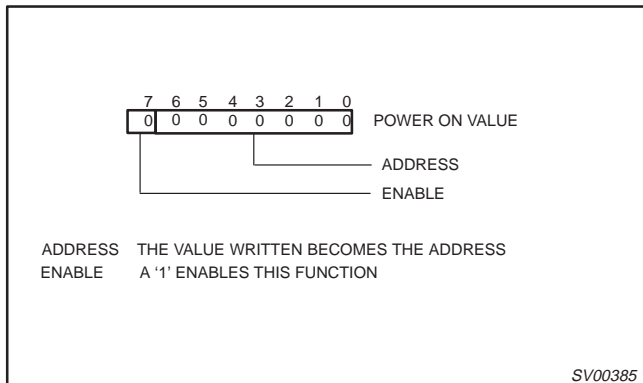 7 6 5 4 3 2 1 0
0 0 0 0 0 0 0 0 POWER ON VALUE
ADDRESS
ENABLE
ADDRESS THE VALUE WRITTEN BECOMES THE ADDRESS
ENABLE A ‘1’ ENABLES THIS FUNCTION
SV00385